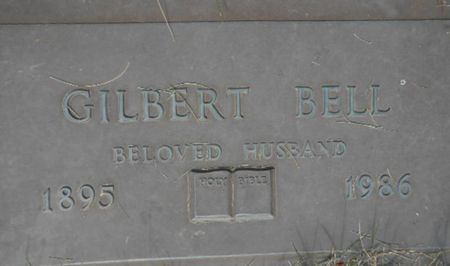 GILBERT BELL
BELOVED HUSBAND
HOLY BIBLE
1895 1986